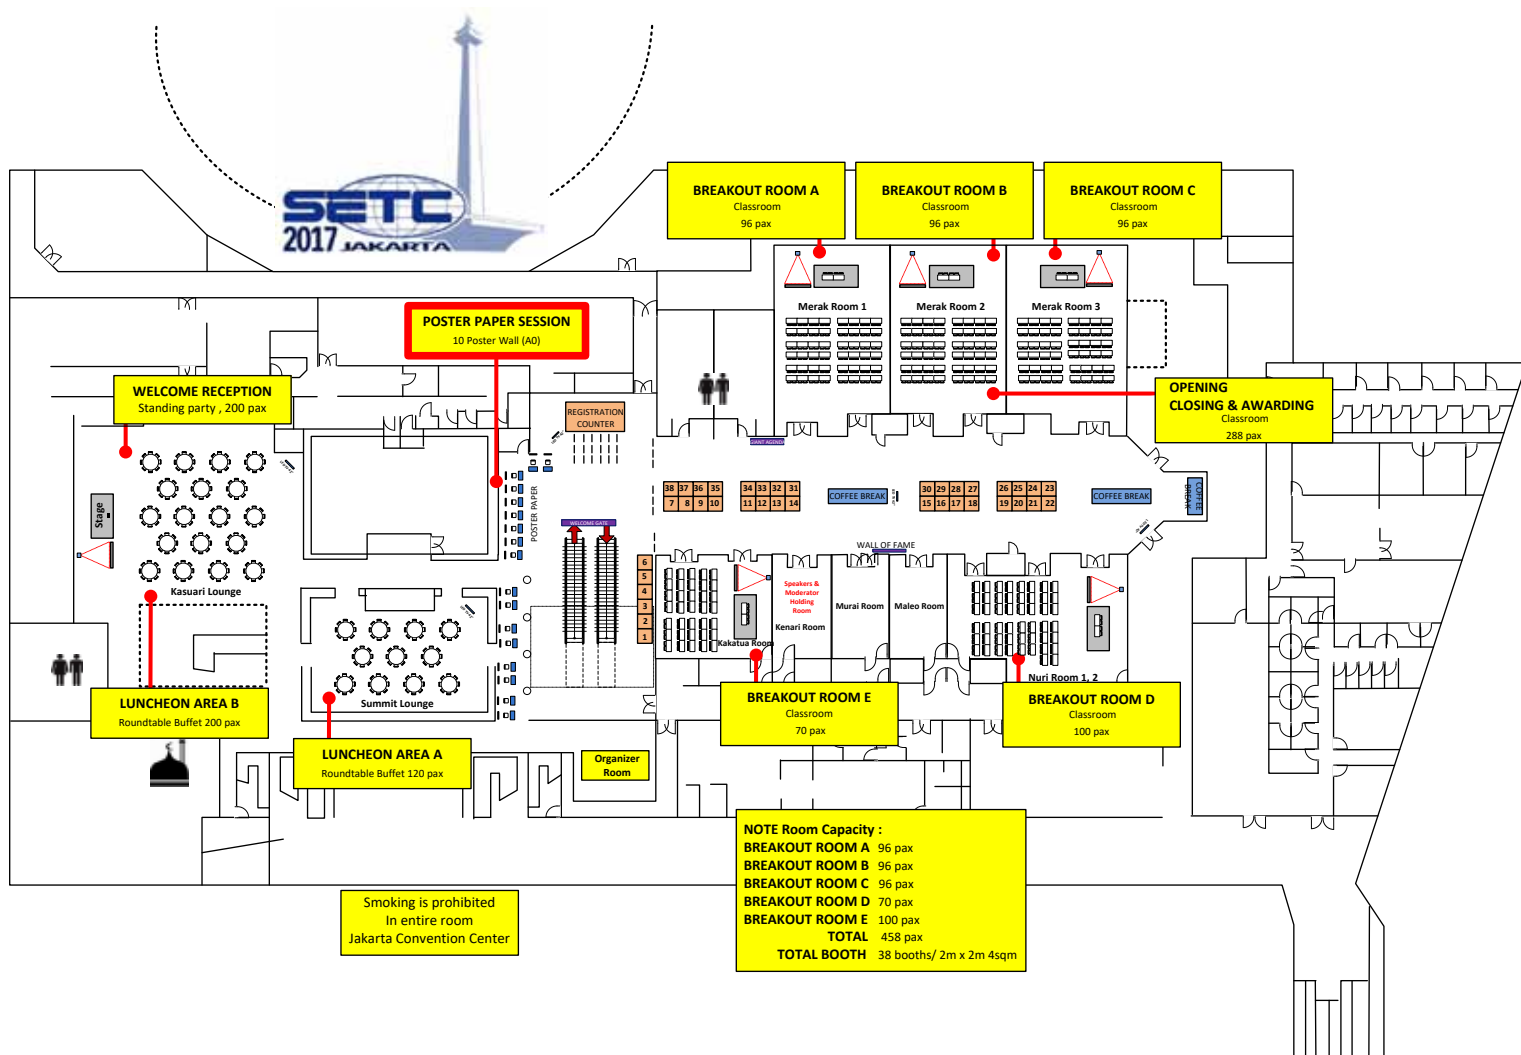 SETC
2017 JAKARTA
BREAKOUT ROOM A
Classroom
96 pax
BREAKOUT ROOM B
Classroom
96 pax
BREAKOUT ROOM C
Classroom
96 pax
Merak Room 1
Merak Room 2
Merak Room 3
POSTER PAPER SESSION
10 Poster Wall (A0)
WELCOME RECEPTION
Standing party , 200 pax
REGISTRATION
COUNTER
OPENING
CLOSING & AWARDING
Classroom
288 pax
GIANT AGENDA
Stage
POSTER PAPER
WELCOME GATE
38 37 36 35
7 8 9 10
34 33 32 31
11 12 13 14
COFFEE BREAK
30 29 28 27
15 16 17 18
26 25 24 23
19 20 21 22
COFFEE BREAK
COFFEE
BREAK
WALL OF FAME
6
5
4
3
2
1
Kasuari Lounge
Speakers &
Moderator
Holding
Room
Kenari Room
Murai Room
Maleo Room
Kakatua Room
Nuri Room 1, 2
Summit Lounge
LUNCHEON AREA B
Roundtable Buffet 200 pax
LUNCHEON AREA A
Roundtable Buffet 120 pax
BREAKOUT ROOM E
Classroom
70 pax
BREAKOUT ROOM D
Classroom
100 pax
Organizer
Room
NOTE Room Capacity :
BREAKOUT ROOM A 96 pax
BREAKOUT ROOM B 96 pax
BREAKOUT ROOM C 96 pax
BREAKOUT ROOM D 70 pax
BREAKOUT ROOM E 100 pax
TOTAL 458 pax
TOTAL BOOTH 38 booths/ 2m x 2m 4sqm
Smoking is prohibited
In entire room
Jakarta Convention Center